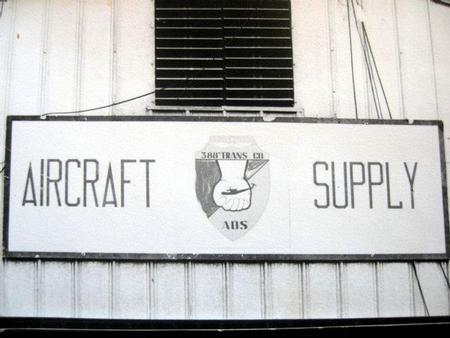 AIRCRAFT
388TH TRANS CO
ADS
SUPPLY